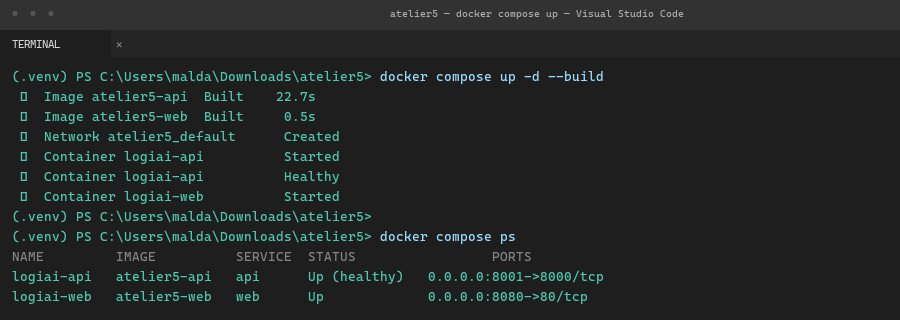 atelier5 — docker compose up — Visual Studio Code
TERMINAL ×
(.venv) PS C:\Users\malda\Downloads\atelier5> docker compose up -d --build
▯ Image atelier5-api Built 22.7s
▯ Image atelier5-web Built 0.5s
▯ Network atelier5_default Created
▯ Container logiai-api Started
▯ Container logiai-api Healthy
▯ Container logiai-web Started
(.venv) PS C:\Users\malda\Downloads\atelier5>
(.venv) PS C:\Users\malda\Downloads\atelier5> docker compose ps
NAME IMAGE SERVICE STATUS PORTS
logiai-api atelier5-api api Up (healthy) 0.0.0.0:8001->8000/tcp
logiai-web atelier5-web web Up 0.0.0.0:8080->80/tcp